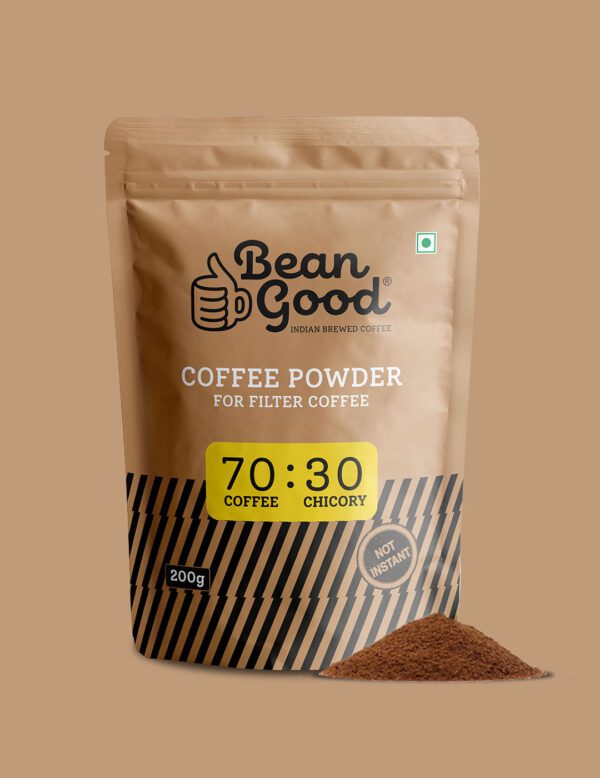 Bean
Good®
INDIAN BREWED COFFEE
COFFEE POWDER
FOR FILTER COFFEE
70 : 30
COFFEE CHICORY
NOT
INSTANT
200g